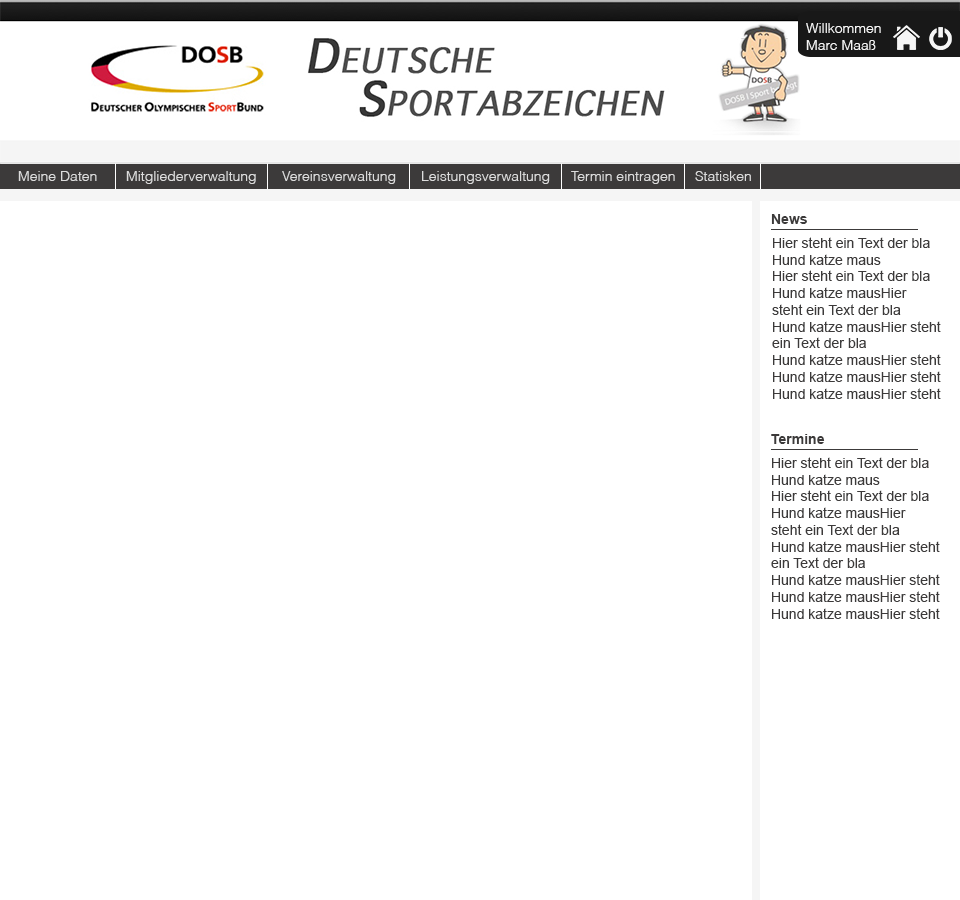 Willkommen
Marc Maaß
DOSB
DEUTSCHER OLYMPISCHER SPORTBUND
DEUTSCHE
SPORTABZEICHEN
DOSB
DOSB I Sport
Meine Daten
Mitgliederverwaltung
Vereinsverwaltung
Leistungsverwaltung
Termin eintragen
Statisken
News
Hier steht ein Text der bla
Hund katze maus
Hier steht ein Text der bla
Hund katze mausHier
steht ein Text der bla
Hund katze mausHier steht
ein Text der bla
Hund katze mausHier steht
Hund katze mausHier steht
Hund katze mausHier steht
Termine
Hier steht ein Text der bla
Hund katze maus
Hier steht ein Text der bla
Hund katze mausHier
steht ein Text der bla
Hund katze mausHier steht
ein Text der bla
Hund katze mausHier steht
Hund katze mausHier steht
Hund katze mausHier steht